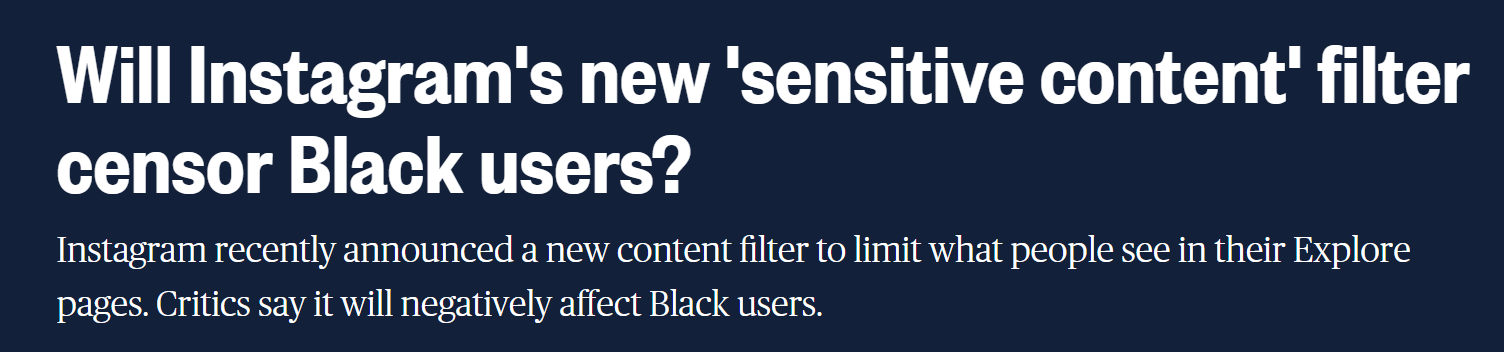 Will Instagram's new 'sensitive content' filter
censor Black users?
Instagram recently announced a new content filter to limit what people see in their Explore
pages. Critics say it will negatively affect Black users.